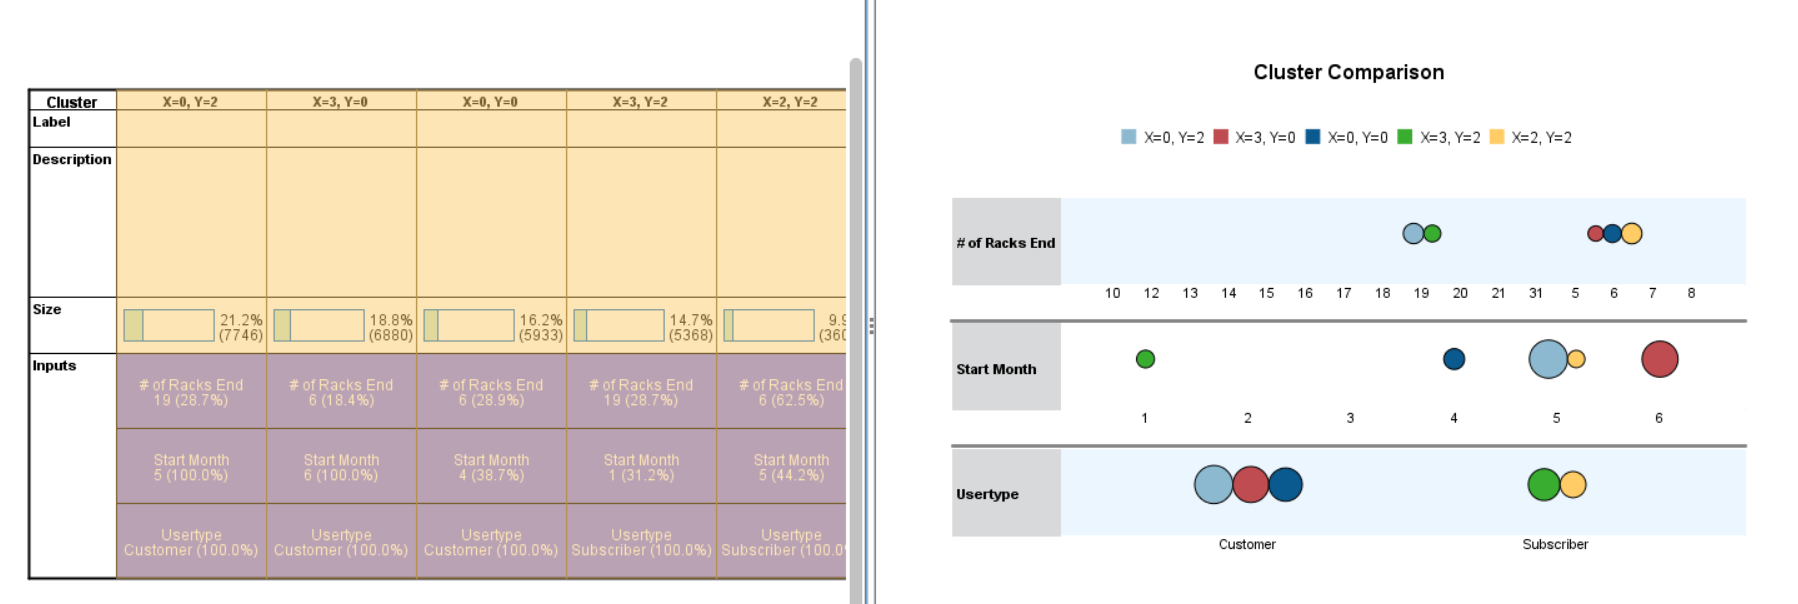 Cluster X=0, Y=2 X=3, Y=0 X=0, Y=0 X=3, Y=2 X=2, Y=2
Label
Description
Size
21.2% 18.8% 16.2% 14.7% 9.9
(7746) (6880) (5933) (5368) (360
Inputs
# of Racks End # of Racks End # of Racks End # of Racks End # of Racks End
19 (28.7%) 6 (18.4%) 6 (28.9%) 19 (28.7%) 6 (62.5%)
Start Month Start Month Start Month Start Month Start Month
5 (100.0%) 6 (100.0%) 4 (38.7%) 1 (31.2%) 5 (44.2%)
Usertype Usertype Usertype Usertype Usertype
Customer (100.0%) Customer (100.0%) Customer (100.0%) Subscriber (100.0%) Subscriber (100.0
Cluster Comparison
X=0, Y=2 X=3, Y=0 X=0, Y=0 X=3, Y=2 X=2, Y=2
# of Racks End
10 12 13 14 15 16 17 18 19 20 21 31 5 6 7 8
Start Month
1 2 3 4 5 6
Usertype
Customer Subscriber